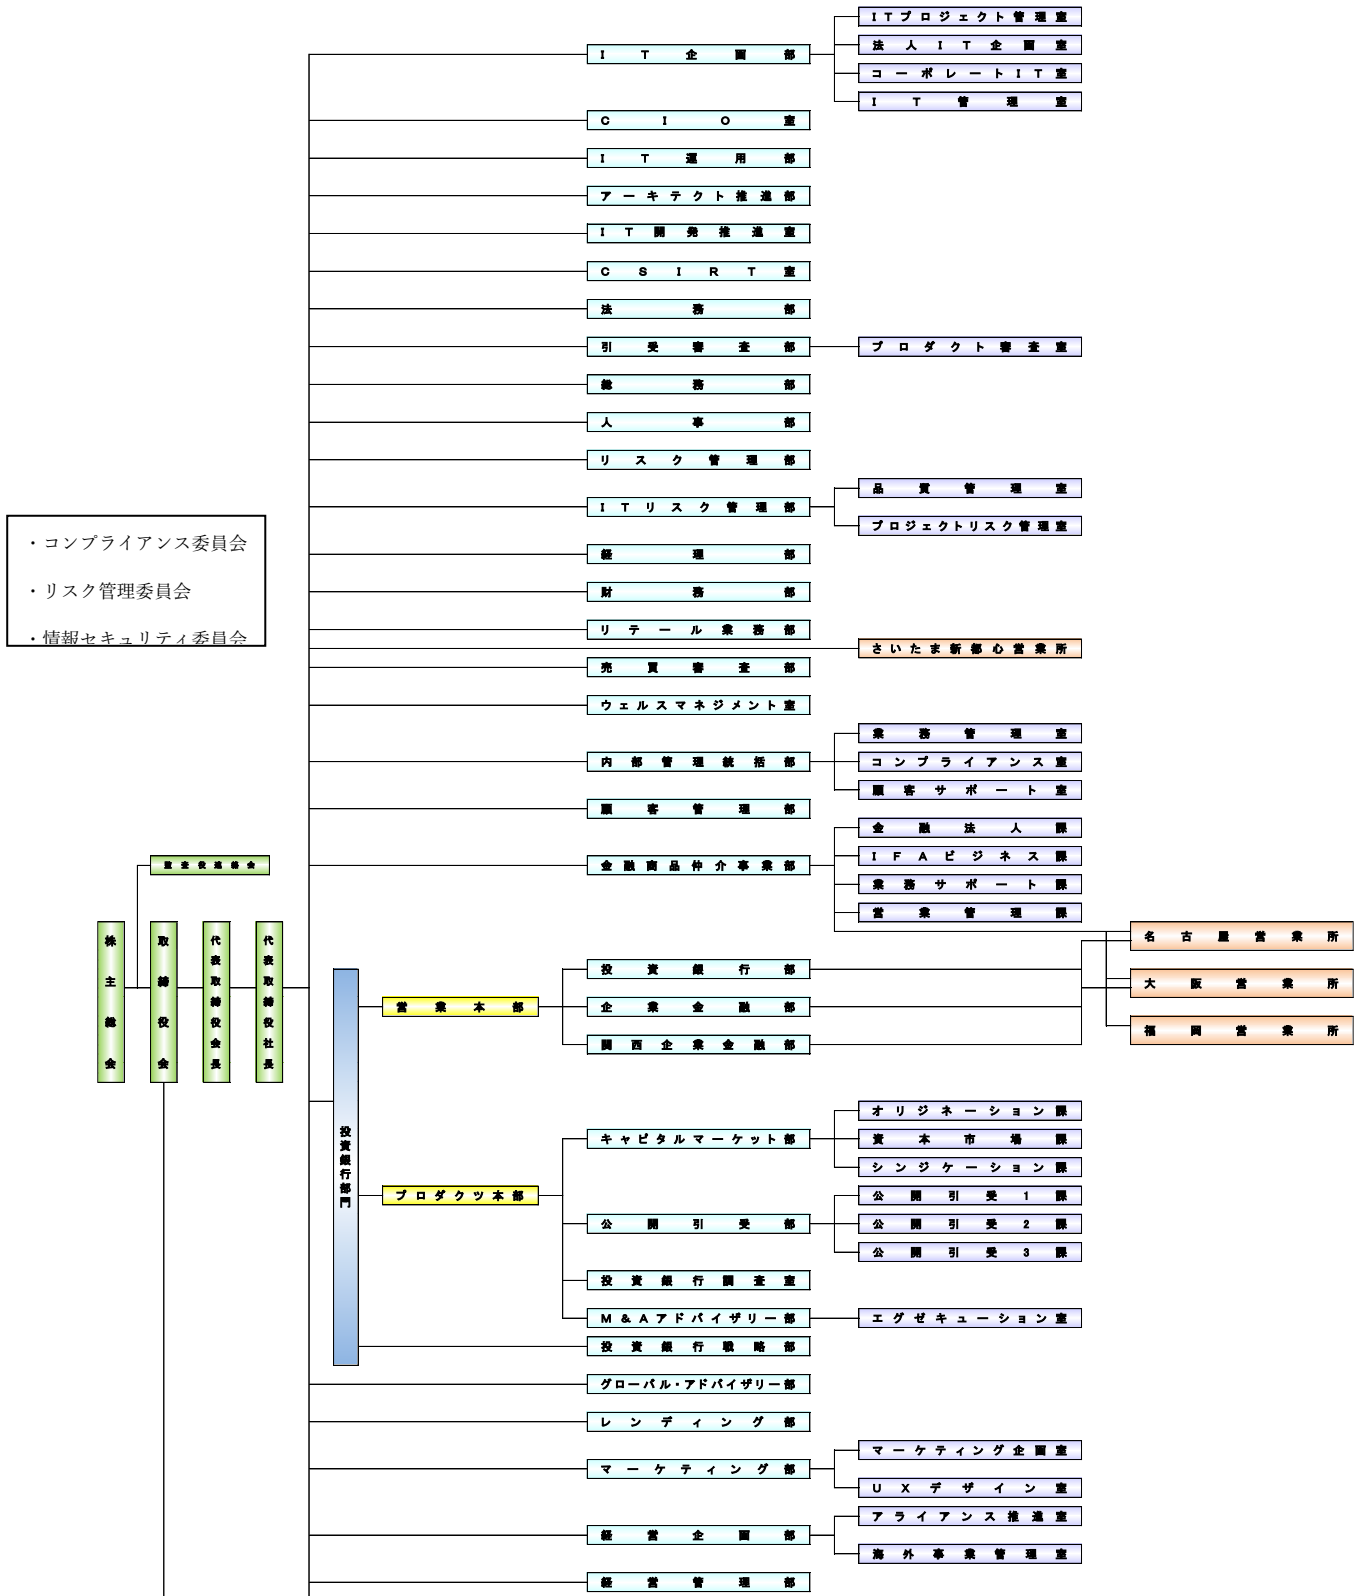 ITプロジェクト管理室
法人IT企画室
IT企画部
コーポレートIT室
IT管理室
CIO室
IT運用部
アーキテクト推進部
IT開発推進室
CSIRT室
法務部
引受審査部
プロダクト審査室
総務部
人事部
リスク管理部
品質管理室
ITリスク管理部
プロジェクトリスク管理室
・コンプライアンス委員会
・リスク管理委員会
・情報セキュリティ委員会
経理部
財務部
リテール業務部
さいたま新都心営業所
売買審査部
ウェルスマネジメント室
業務管理室
内部管理統括部
コンプライアンス室
顧客サポート室
顧客管理部
金融法人課
金融商品仲介事業部
IFAビジネス課
業務サポート課
営業管理課
監査役連絡会
株主総会
取締役会
代表取締役会長
代表取締役社長
名古屋営業所
大阪営業所
福岡営業所
投資銀行部門
営業本部
投資銀行部
企業金融部
関西企業金融部
プロダクツ本部
キャピタルマーケット部
オリジネーション課
資本市場課
シンジケーション課
公開引受部
公開引受1課
公開引受2課
公開引受3課
投資銀行調査室
M&Aアドバイザリー部
エグゼキューション室
投資銀行戦略部
グローバル・アドバイザリー部
レンディング部
マーケティング部
マーケティング企画室
UXデザイン室
経営企画部
アライアンス推進室
海外事業管理室
経営管理部